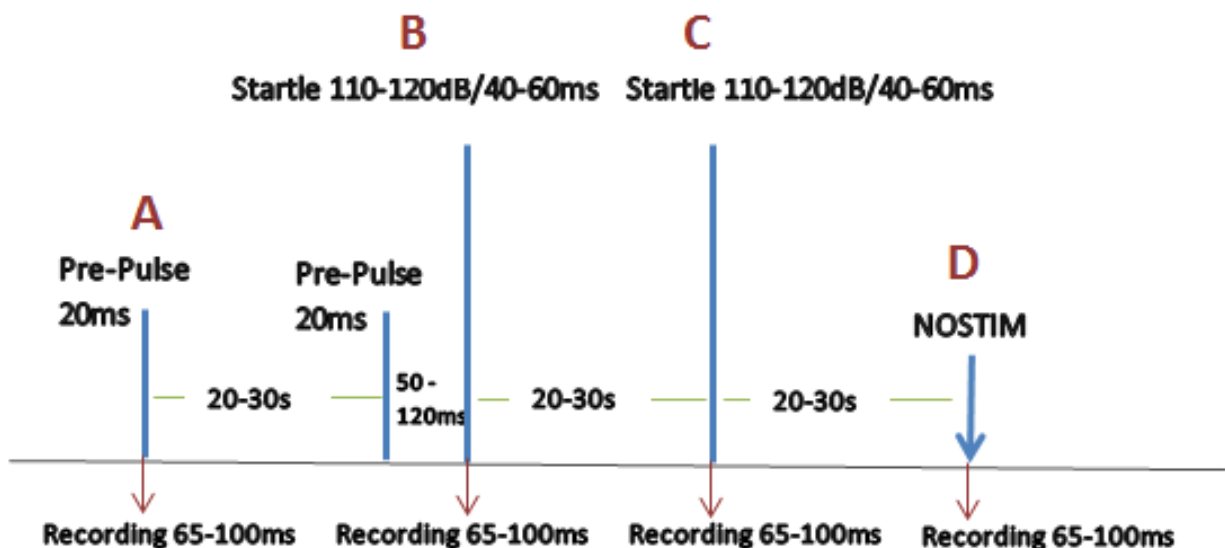 B
C
Startle 110-120dB/40-60ms
Startle 110-120dB/40-60ms
A
Pre-Pulse
20ms
Pre-Pulse
20ms
D
NOSTIM
20-30s
50 -
120ms
20-30s
20-30s
Recording 65-100ms
Recording 65-100ms
Recording 65-100ms
Recording 65-100ms